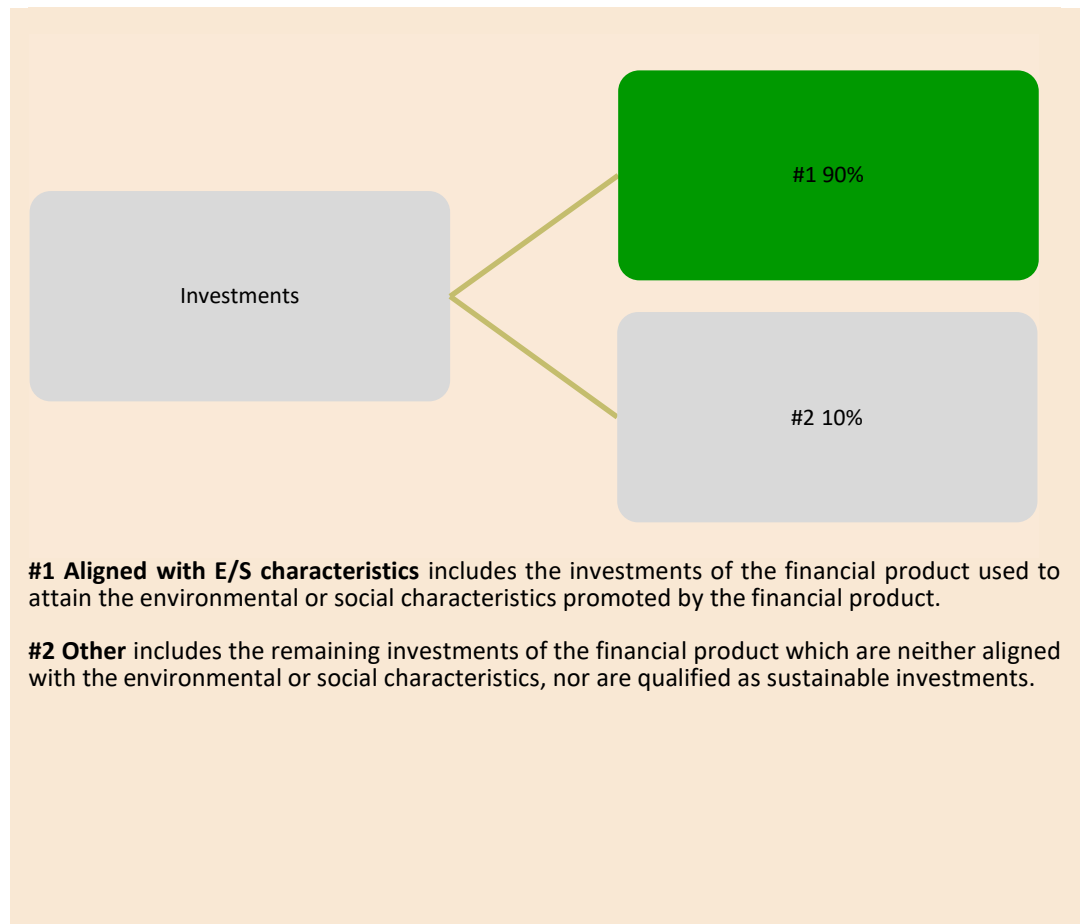 #1 90%
Investments
#2 10%
#1 Aligned with E/S characteristics includes the investments of the financial product used to
attain the environmental or social characteristics promoted by the financial product.
#2 Other includes the remaining investments of the financial product which are neither aligned
with the environmental or social characteristics, nor are qualified as sustainable investments.